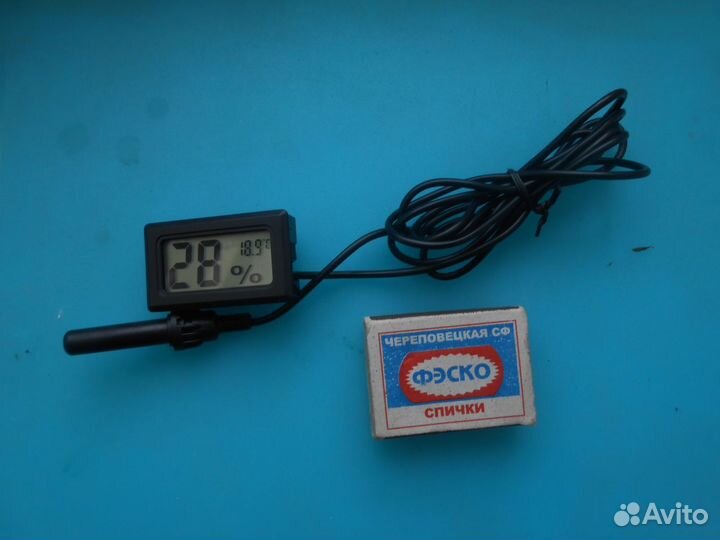 28 %
18.9°C
ЧЕРЕПОВЕЦКАЯ СФ
ФЭСКО
СПИЧКИ
Avito